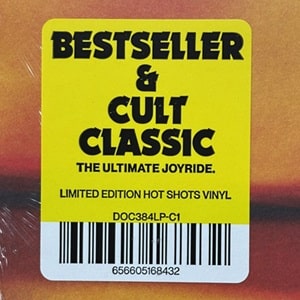 BESTSELLER
&
CULT
CLASSIC
THE ULTIMATE JOYRIDE.
LIMITED EDITION HOT SHOTS VINYL
DOC384LP-C1
656605168432